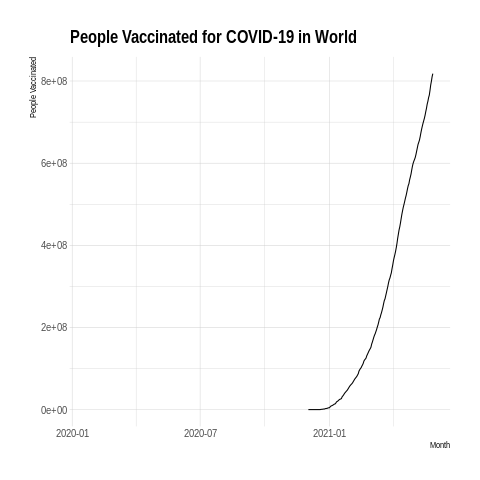 People Vaccinated for COVID-19 in World
People Vaccinated
8e+08
6e+08
4e+08
2e+08
0e+00
2020-01 2020-07 2021-01
Month